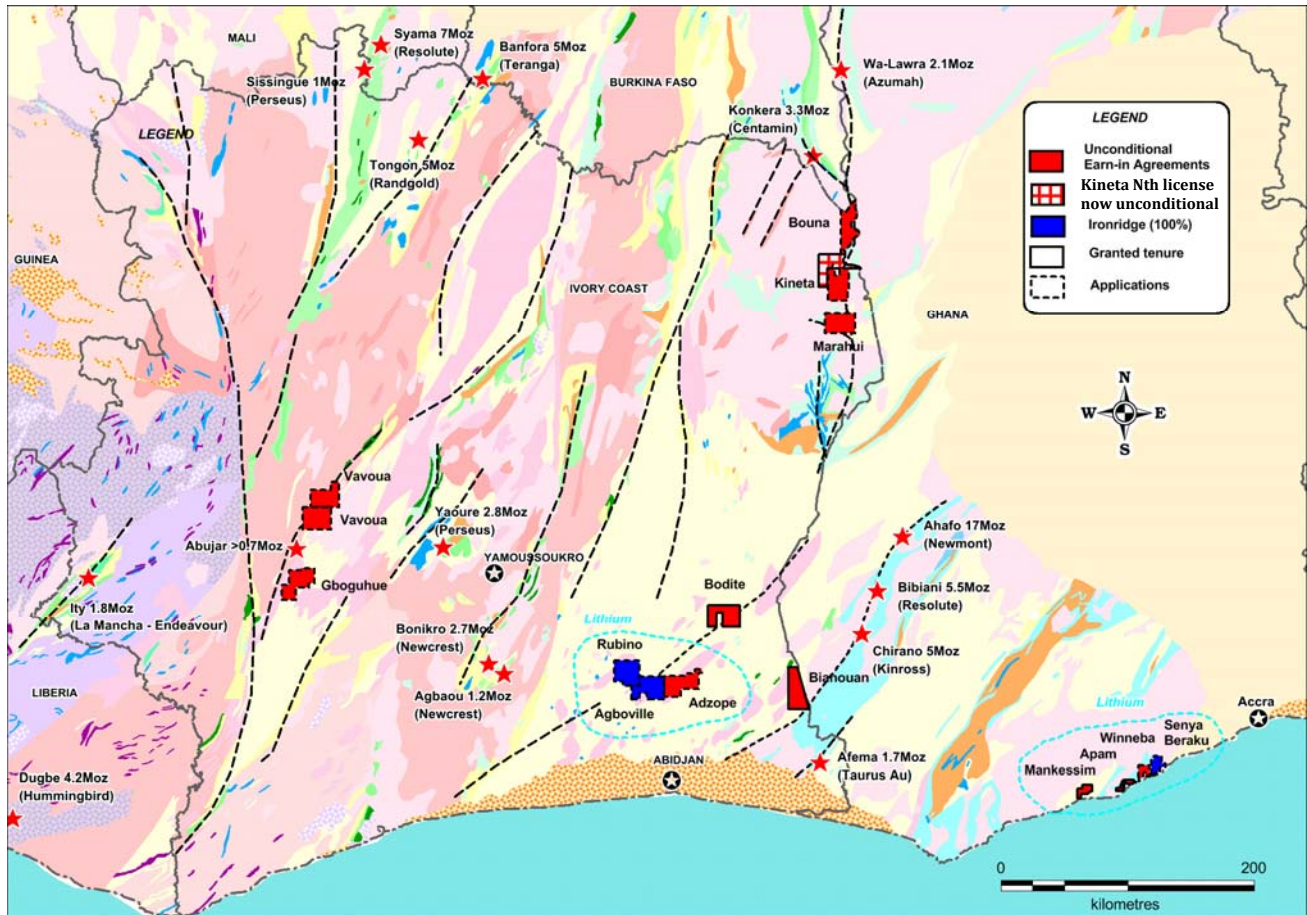 MALI
Syama 7Moz
(Resolute)
Banfora 5Moz
(Teranga)
Sissingue 1Moz
(Perseus)
BURKINA FASO
Wa-Lawra 2.1Moz
(Azumah)
Konkera 3.3Moz
(Centamin)
LEGEND
Tongon 5Moz
(Randgold)
LEGEND
Unconditional
Earn-in Agreements
Kineta Nth license
now unconditional
Ironridge (100%)
Granted tenure
Applications
Bouna
GUINEA
Kineta
IVORY COAST
GHANA
Marahui
N
W
E
S
Vavoua
Vavoua
Yaoure 2.8Moz
(Perseus)
Abujar >0.7Moz
YAMOUSSOUKRO
Ahafo 17Moz
(Newmont)
Gboguhue
Bodite
Bibiani 5.5Moz
(Resolute)
Ity 1.8Moz
(La Mancha - Endeavour)
Bonikro 2.7Moz
(Newcrest)
Lithium
Rubino
Chirano 5Moz
(Kinross)
LIBERIA
Agbaou 1.2Moz
(Newcrest)
Agboville
Adzope
Bianouan
Lithium
Accra
Senya
Beraku
Winneba
Apam
Mankessim
Dugbe 4.2Moz
(Hummingbird)
ABIDJAN
Afema 1.7Moz
(Taurus Au)
0
200
kilometres